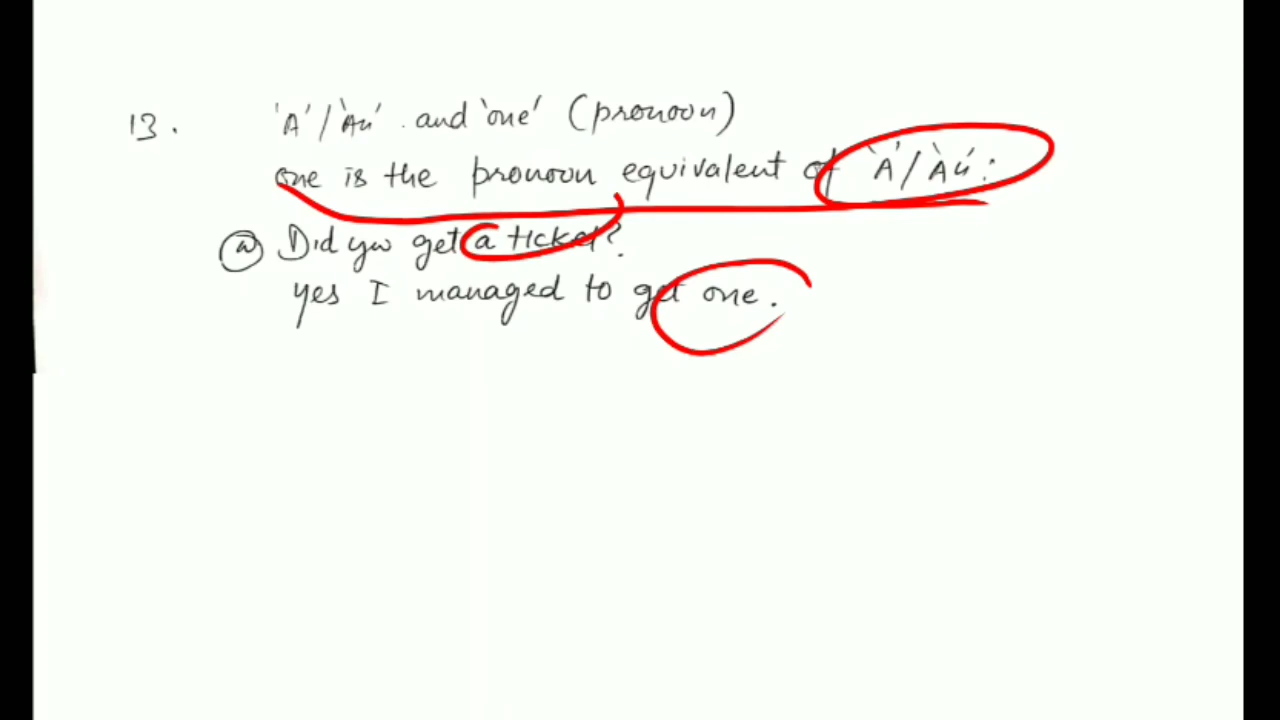 13. 'A'/'An' and 'one' (pronoun)
one is the pronoun equivalent of 'A'/'An':
(a) Did you get a ticket?
yes I managed to get one.